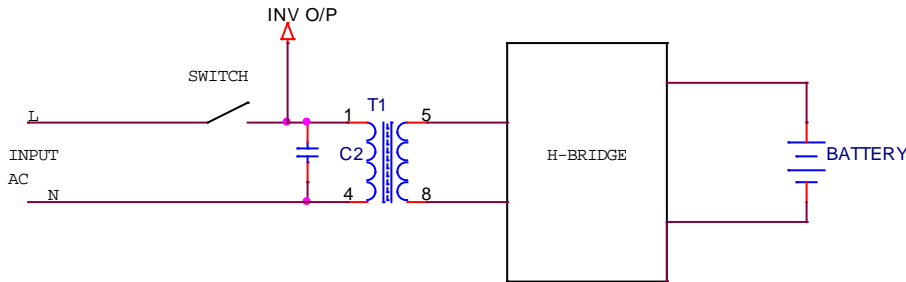 INV O/P
SWITCH
L
1
T1
5
INPUT
AC
C2
H-BRIDGE
BATTERY
N
4
8